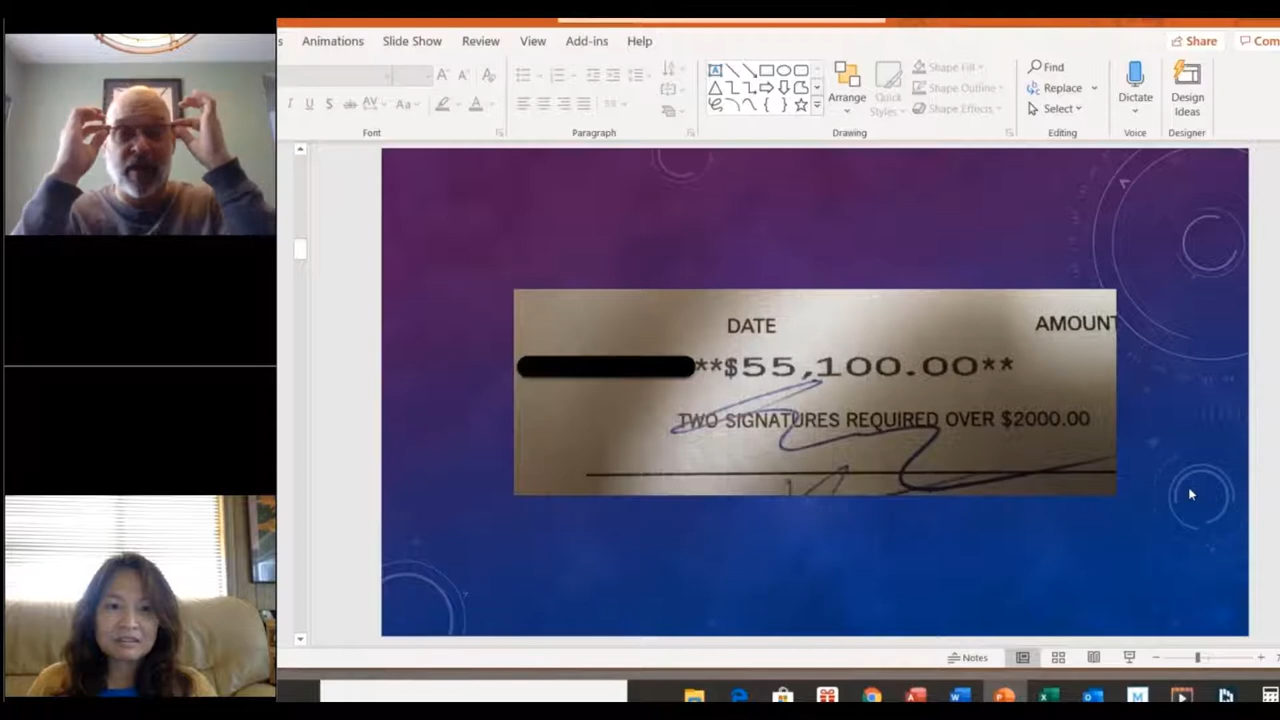 s Animations Slide Show Review View Add-ins Help Share Com
Shape Fill
Shape Outline
Shape Effects
Arrange Quick Styles
Find
Replace
Select
Dictate
Design Ideas
Font Paragraph Drawing Editing Voice Designer
DATE AMOUNT
**$55,100.00**
TWO SIGNATURES REQUIRED OVER $2000.00
Notes